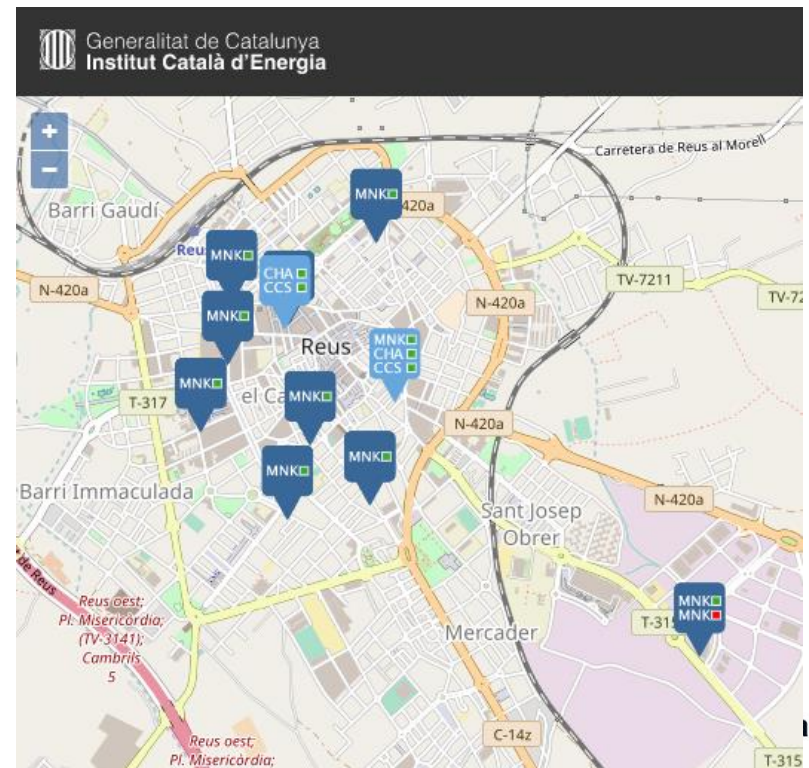 Generalitat de Catalunya
Institut Català d'Energia
+
−
Carretera de Reus al Morell
MNK
420a
Barri Gaudí
Reu
MNK
TV-7211
CHA
CCS
N-420a
TV-72
N-420a
MNK
Reus
MNK
CHA
CCS
MNK
el Ca
MNK
T-317
N-420a
MNK
MNK
Barri Immaculada
N-420a
Sant Josep
Obrer
de Reus
Reus oest;
Pl. Misericòrdia;
(TV-3141);
Cambrils
5
MNK
MNK
T-315
Mercader
C-14z
Reus oest;
Pl. Misericòrdia;
T-315